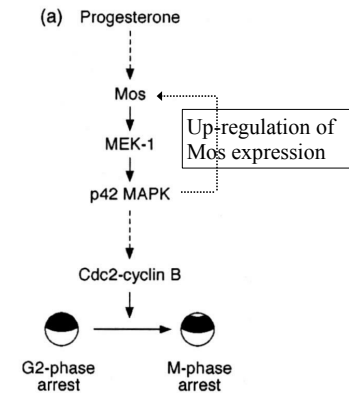 (a) Progesterone
Mos
Up-regulation of
Mos expression
MEK-1
p42 MAPK
Cdc2-cyclin B
G2-phase
arrest
M-phase
arrest